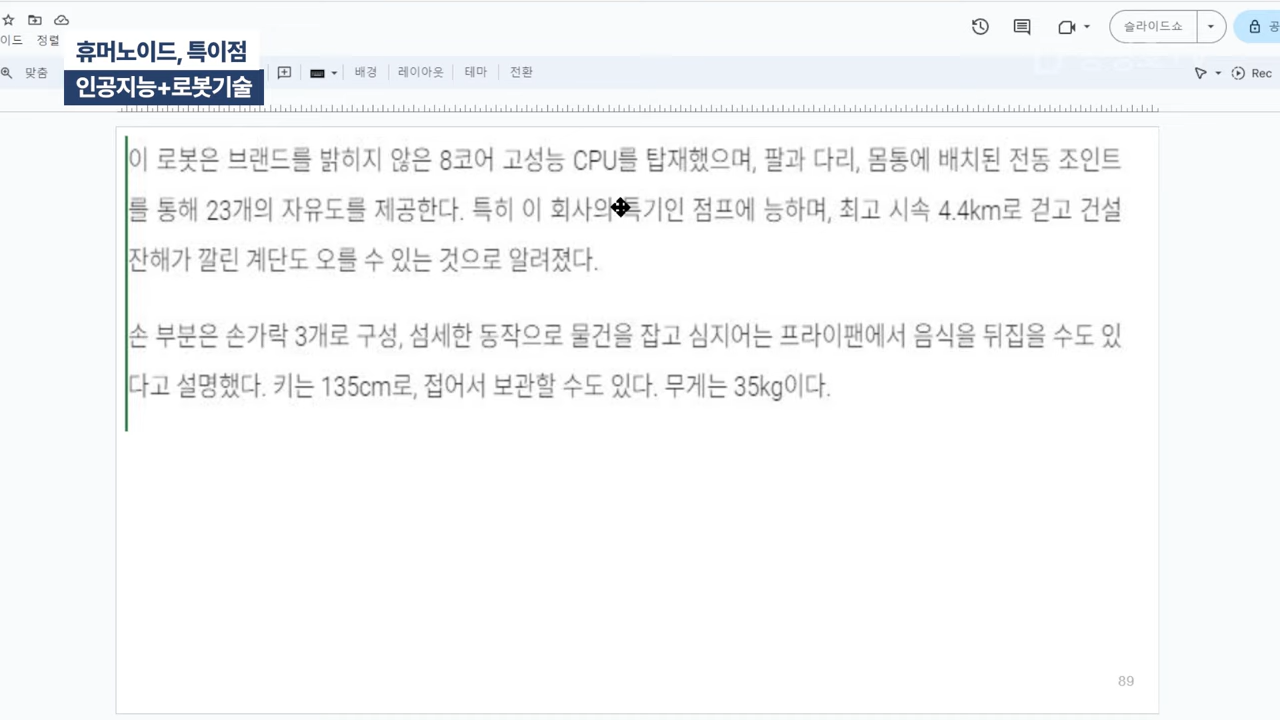 이드
정렬
휴머노이드, 특이점
슬라이드쇼
맞춤
인공지능+로봇기술
배경
레이아웃
테마
전환
Rec
이 로봇은 브랜드를 밝히지 않은 8코어 고성능 CPU를 탑재했으며, 팔과 다리, 몸통에 배치된 전동 조인트
를 통해 23개의 자유도를 제공한다. 특히 이 회사의 특기인 점프에 능하며, 최고 시속 4.4km로 걷고 건설
잔해가 깔린 계단도 오를 수 있는 것으로 알려졌다.
손 부분은 손가락 3개로 구성, 섬세한 동작으로 물건을 잡고 심지어는 프라이팬에서 음식을 뒤집을 수도 있
다고 설명했다. 키는 135cm로, 접어서 보관할 수도 있다. 무게는 35kg이다.
89